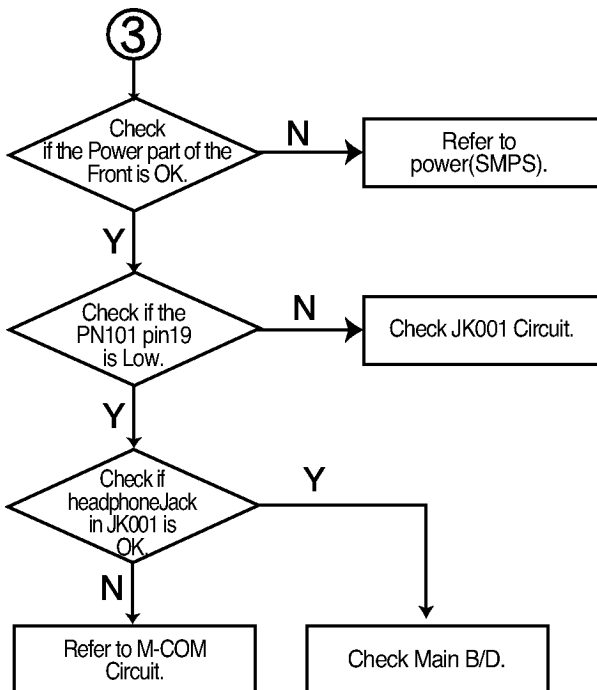 3
Check
if the Power part of the
Front is OK.
N
Refer to
power(SMPS).
Y
Check if the
PN101 pin19
is Low.
N
Check JK001 Circuit.
Y
Check if
headphoneJack
in JK001 is
OK.
Y
N
Refer to M-COM
Circuit.
Check Main B/D.